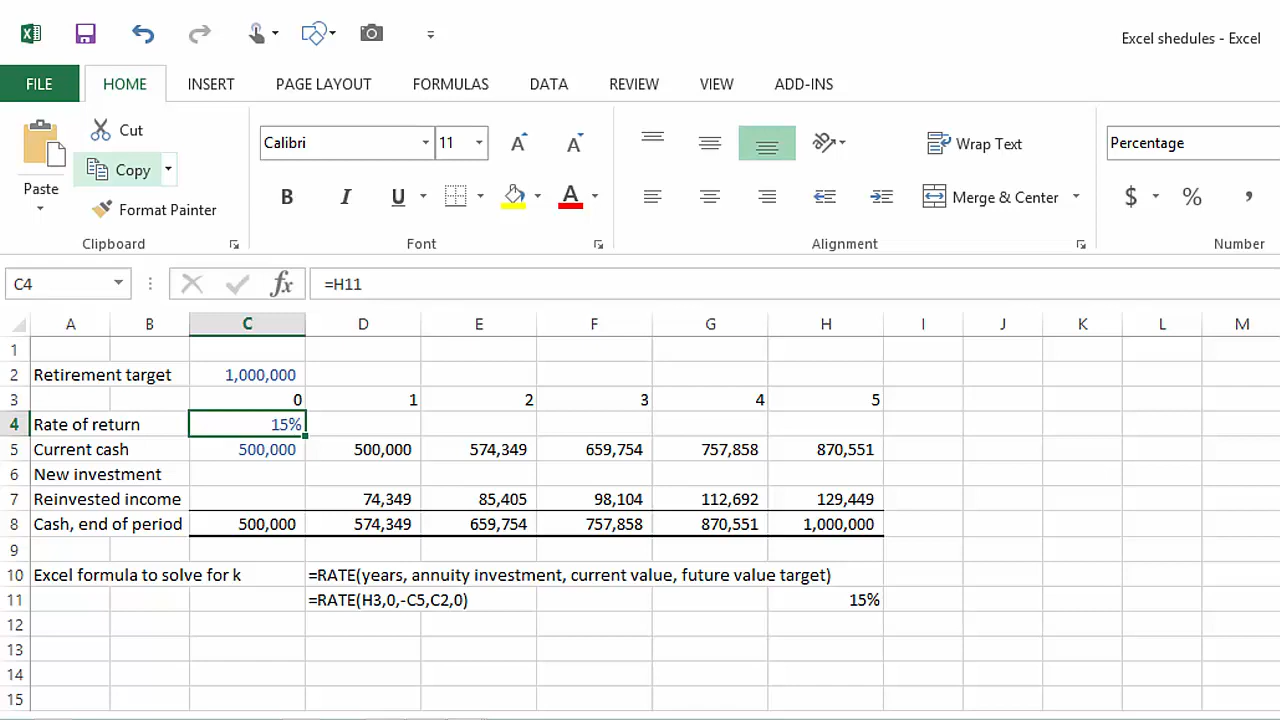 Excel shedules - Excel
FILE HOME INSERT PAGE LAYOUT FORMULAS DATA REVIEW VIEW ADD-INS
Paste
Cut
Copy
Format Painter
Clipboard
Calibri 11
B I U A
Font
Wrap Text
Merge & Center
Alignment
Percentage
$ % ,
Number
C4 fx =H11
A B C D E F G H I J K L M
1
2 Retirement target 1,000,000
3 0 1 2 3 4 5
4 Rate of return 15%
5 Current cash 500,000 500,000 574,349 659,754 757,858 870,551
6 New investment
7 Reinvested income 74,349 85,405 98,104 112,692 129,449
8 Cash, end of period 500,000 574,349 659,754 757,858 870,551 1,000,000
9
10 Excel formula to solve for k =RATE(years, annuity investment, current value, future value target)
11 =RATE(H3,0,-C5,C2,0) 15%
12
13
14
15